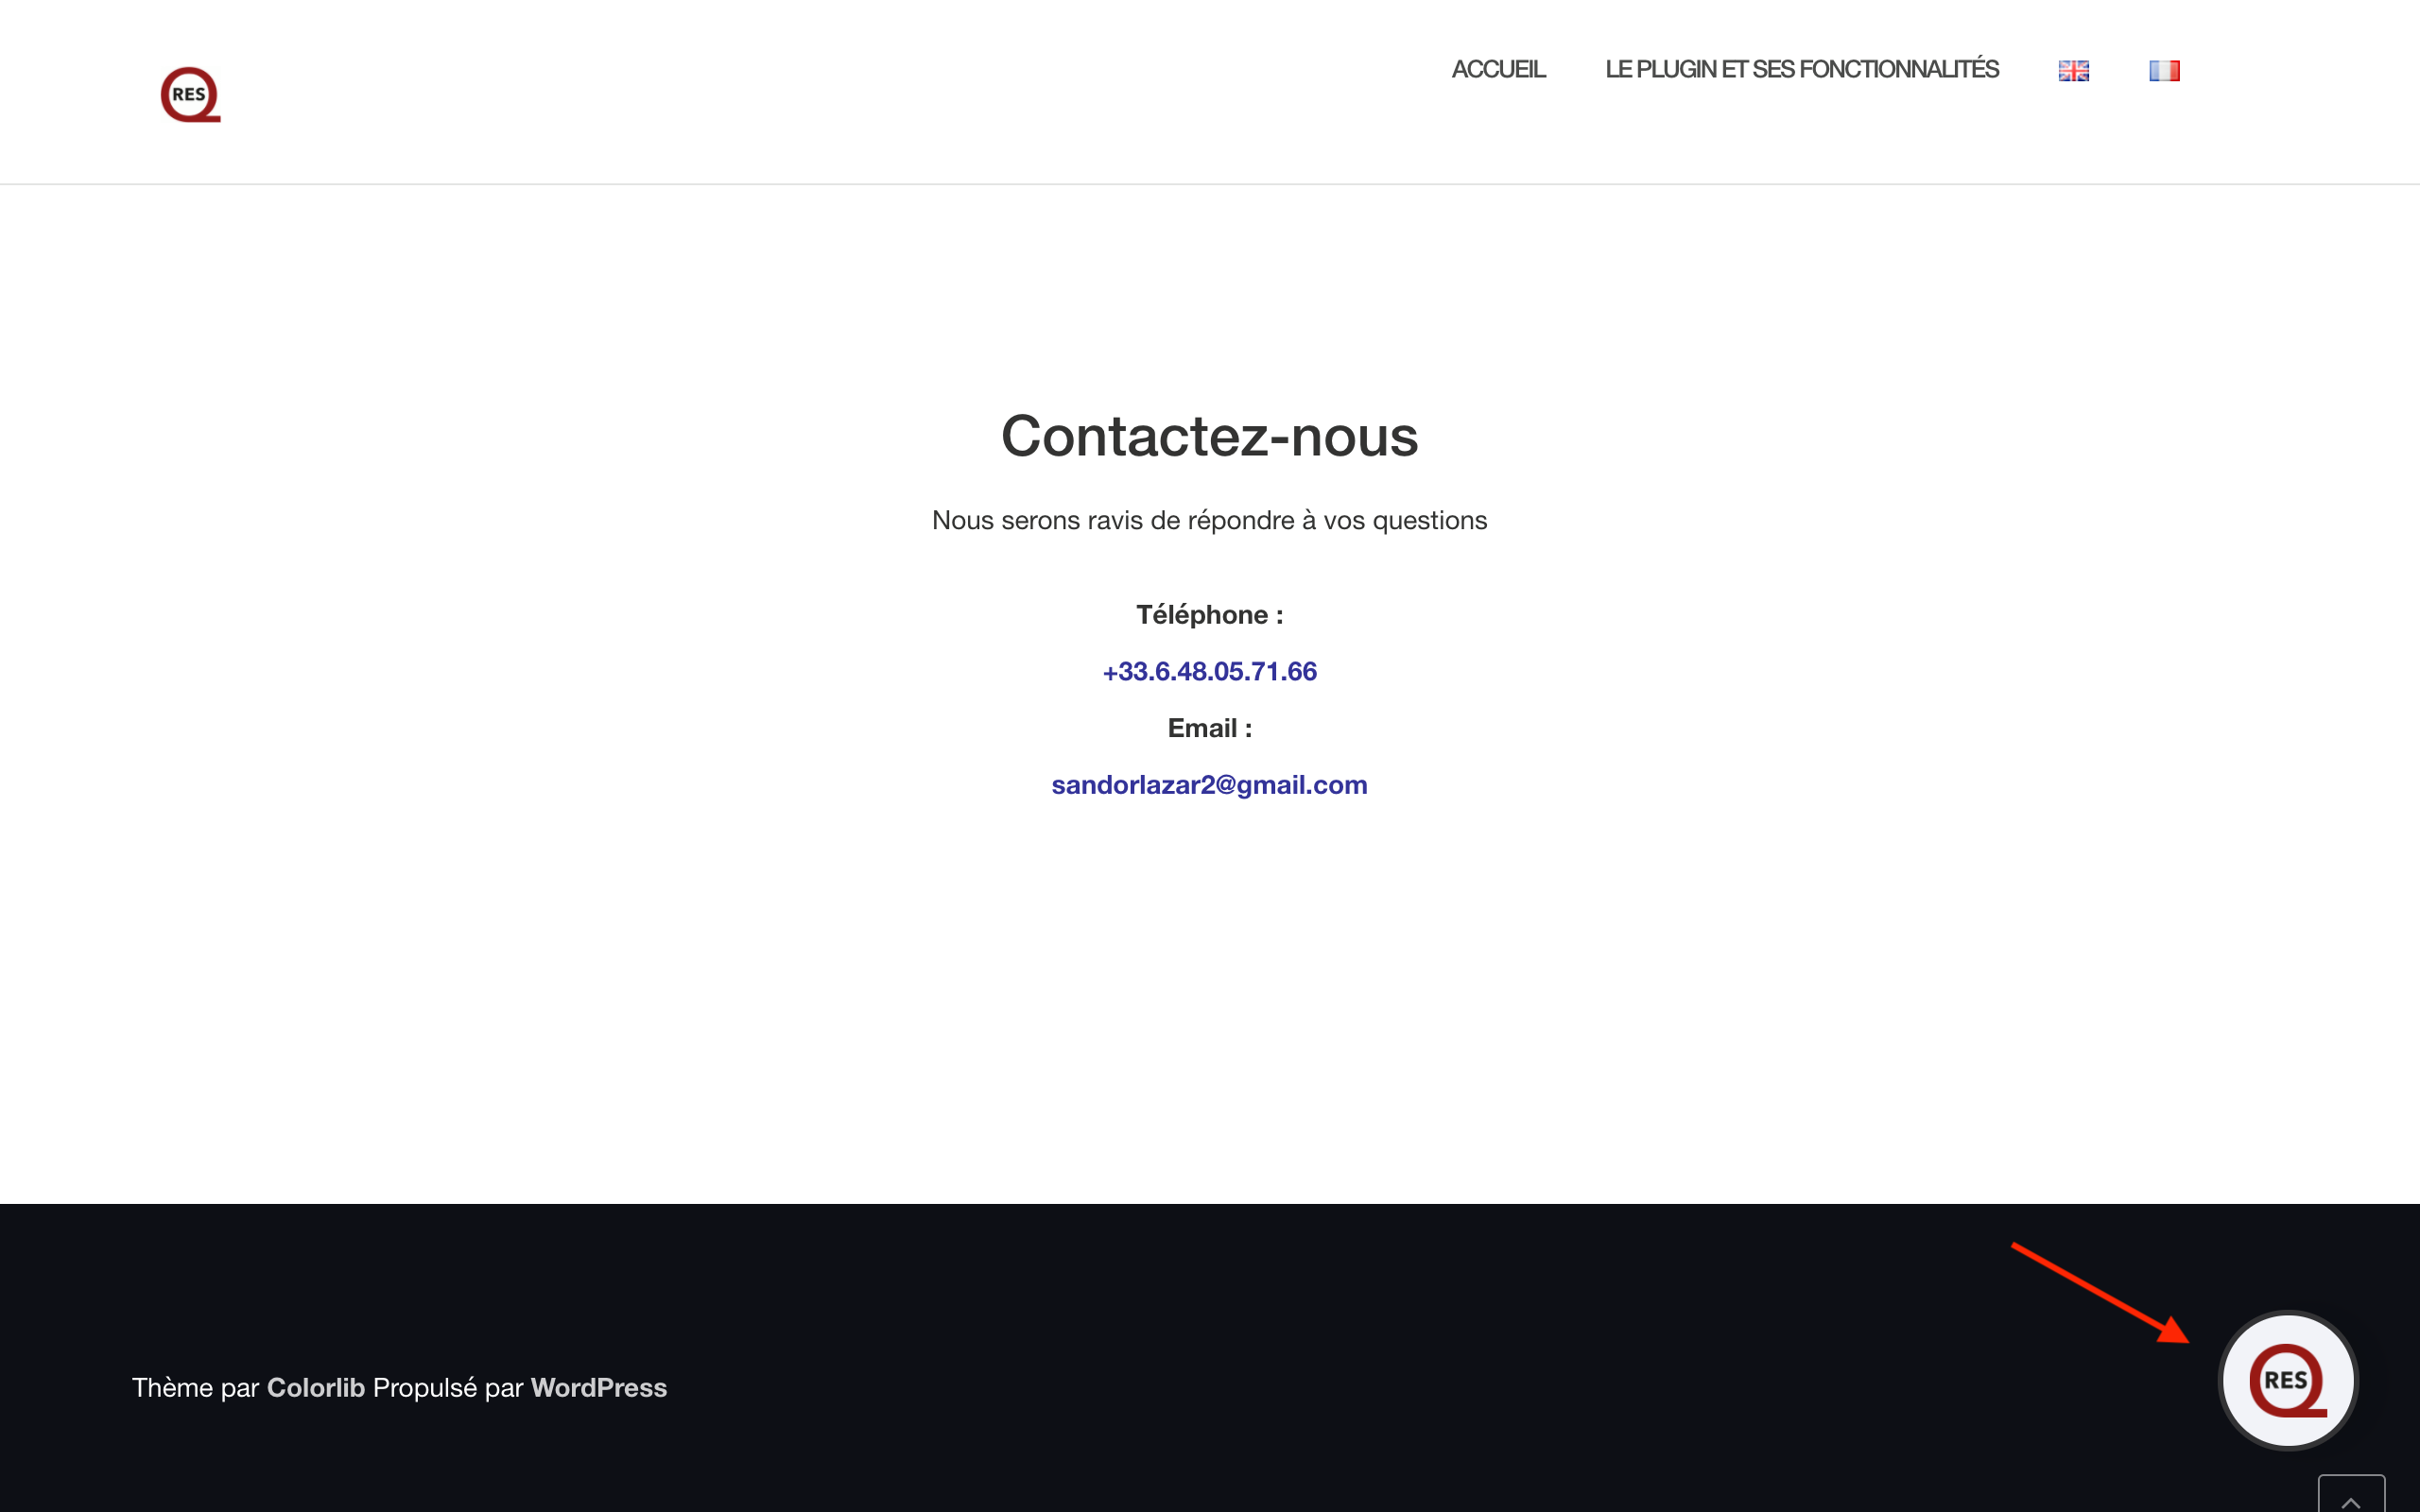 RES
ACCUEIL
LE PLUGIN ET SES FONCTIONNALITÉS
Contactez-nous
Nous serons ravis de répondre à vos questions
Téléphone :
+33.6.48.05.71.66
Email :
sandorlazar2@gmail.com
Thème par Colorlib Propulsé par WordPress
RES